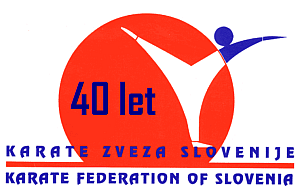 40 let
KARATE ZVEZA SLOVENIJE
KARATE FEDERATION OF SLOVENIA